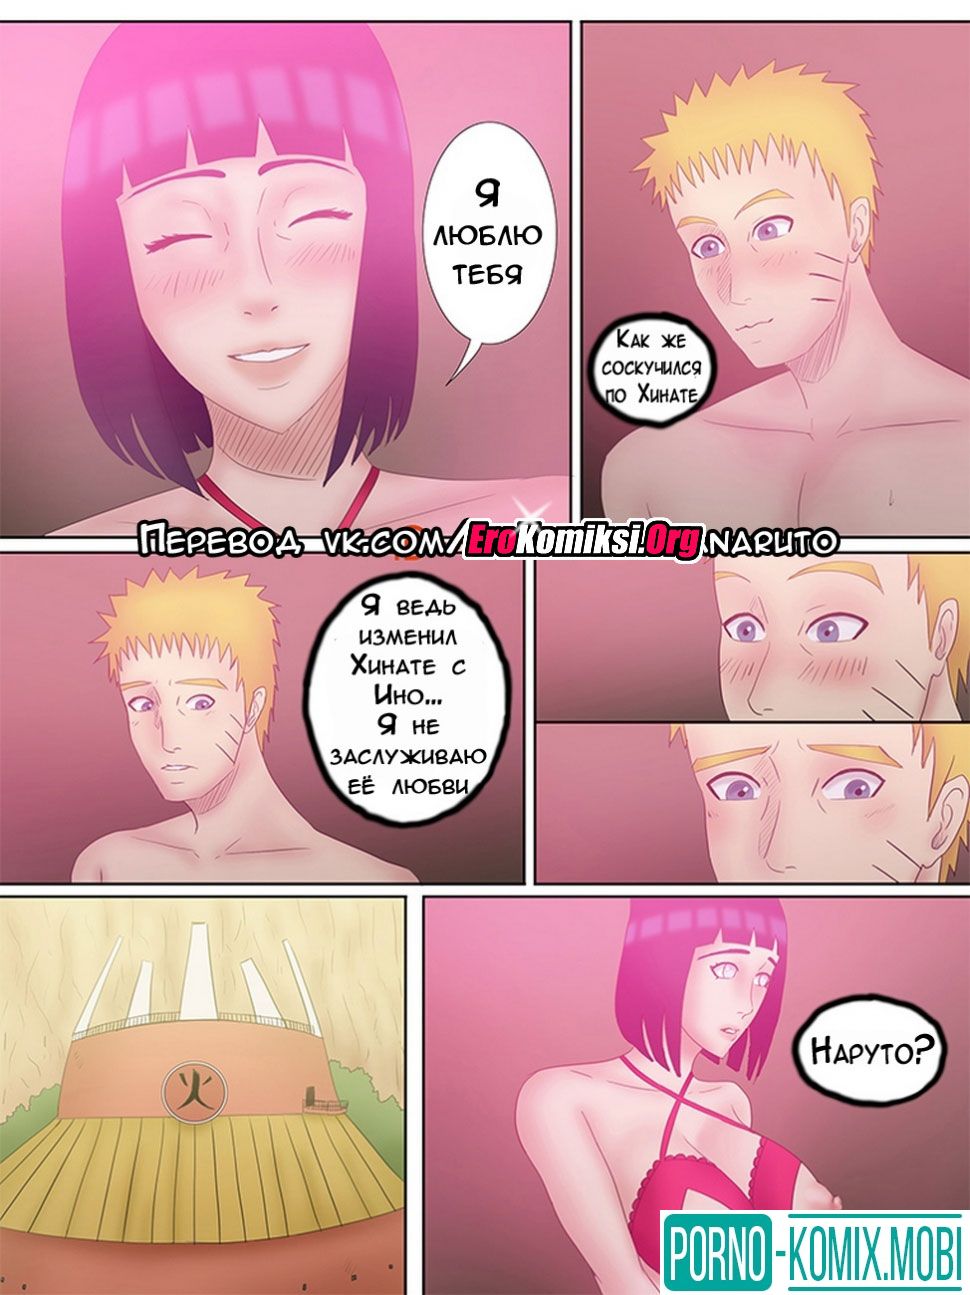 Я
ЛЮБЛЮ
ТЕБЯ
КАК ЖЕ
СОСКУЧИЛСЯ
ПО ХИНАТЕ
ПЕРЕВОД VK.COM/ EroKomiksi.Org NARUTO
Я ВЕДЬ
ИЗМЕНИЛ
ХИНАТЕ С
ИНО...
Я НЕ
ЗАСЛУЖИВАЮ
ЕЁ ЛЮБВИ
火
НАРУТО?
PORNO-KOMIX.MOBI